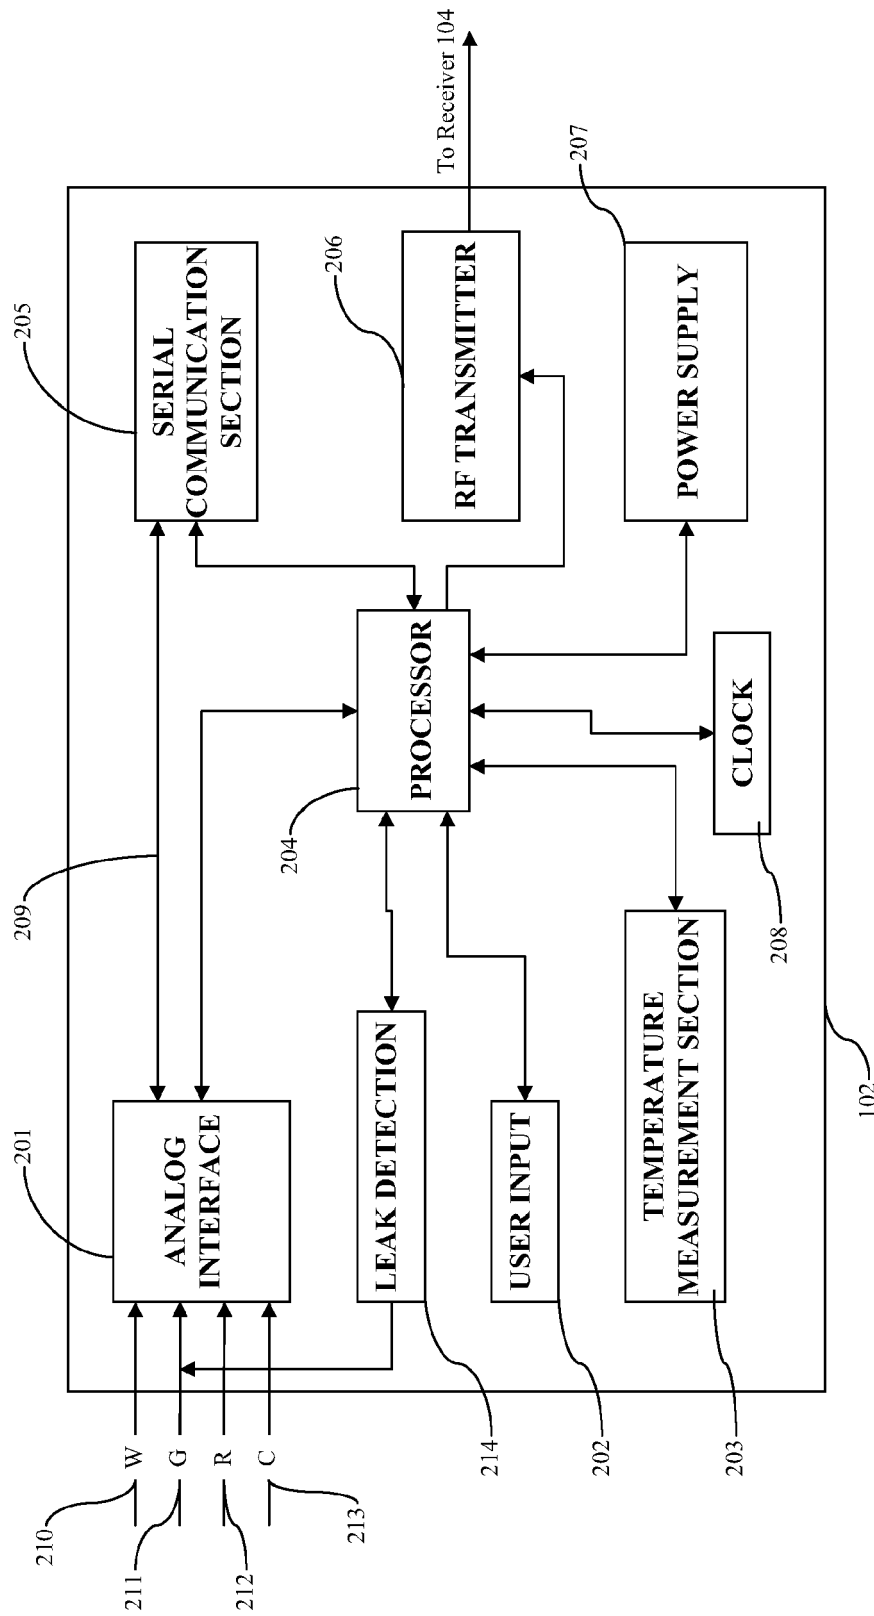 210
W
211
G
212
R
213
C
201
ANALOG
INTERFACE
209
205
SERIAL
COMMUNICATION
SECTION
214
LEAK DETECTION
204
PROCESSOR
206
RF TRANSMITTER
To Receiver 104
202
USER INPUT
203
TEMPERATURE
MEASUREMENT SECTION
208
CLOCK
207
POWER SUPPLY
102